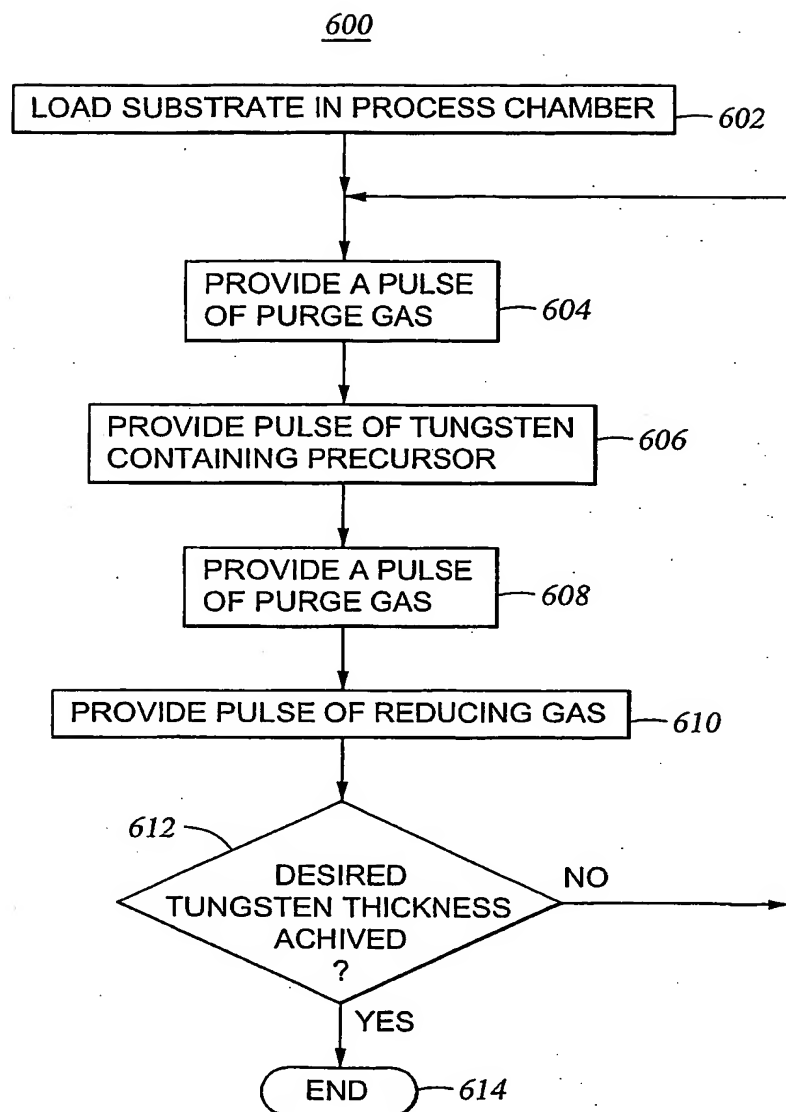 600
LOAD SUBSTRATE IN PROCESS CHAMBER
602
PROVIDE A PULSE
OF PURGE GAS
604
PROVIDE PULSE OF TUNGSTEN
CONTAINING PRECURSOR
606
PROVIDE A PULSE
OF PURGE GAS
608
PROVIDE PULSE OF REDUCING GAS
610
612
DESIRED
TUNGSTEN THICKNESS
ACHIVED
?
NO
YES
END
614